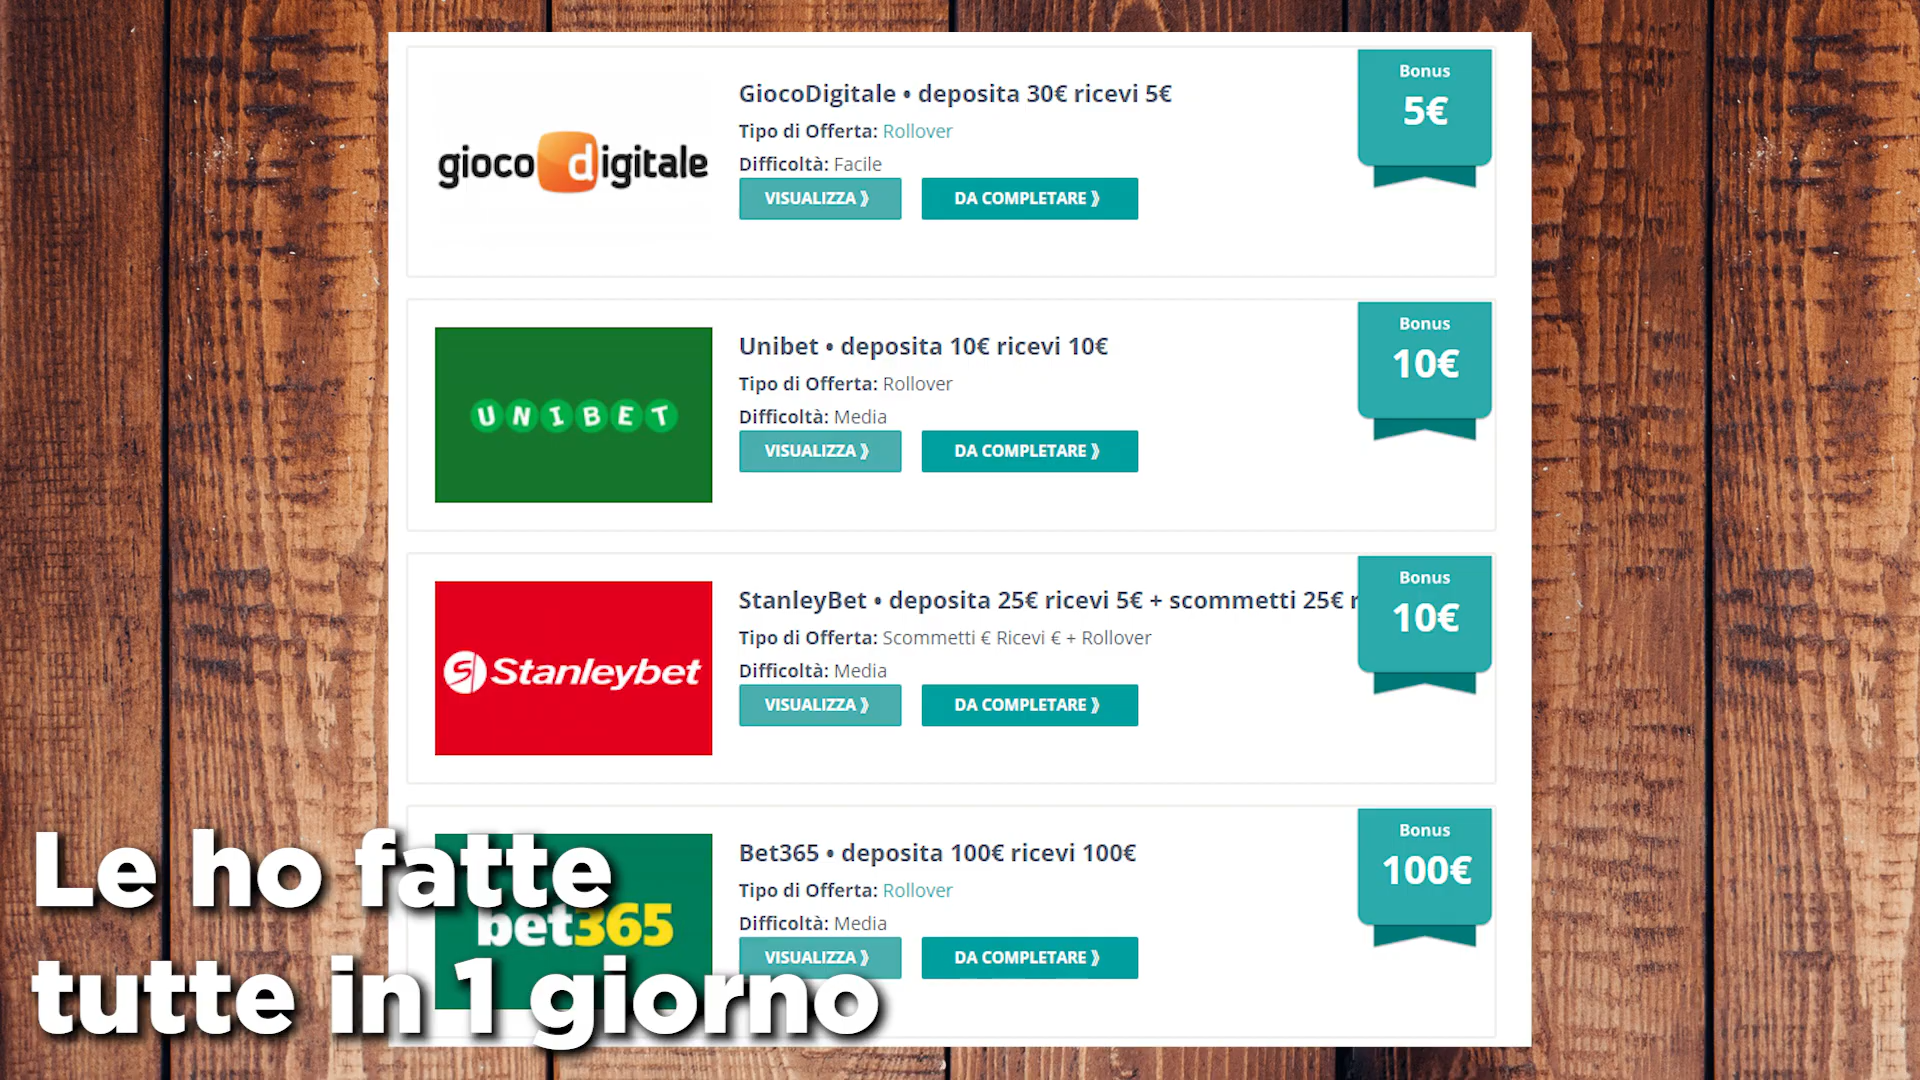 GiocoDigitale • deposita 30€ ricevi 5€
Tipo di Offerta: Rollover
Difficoltà: Facile
VISUALIZZA ⟫
DA COMPLETARE ⟫
Bonus
5€
gioco digitale
Unibet • deposita 10€ ricevi 10€
Tipo di Offerta: Rollover
Difficoltà: Media
VISUALIZZA ⟫
DA COMPLETARE ⟫
Bonus
10€
UNIBET
StanleyBet • deposita 25€ ricevi 5€ + scommetti 25€ r
Tipo di Offerta: Scommetti € Ricevi € + Rollover
Difficoltà: Media
VISUALIZZA ⟫
DA COMPLETARE ⟫
Bonus
10€
S Stanleybet
Bet365 • deposita 100€ ricevi 100€
Tipo di Offerta: Rollover
Difficoltà: Media
VISUALIZZA ⟫
DA COMPLETARE ⟫
Bonus
100€
bet365
Le ho fatte
tutte in 1 giorno